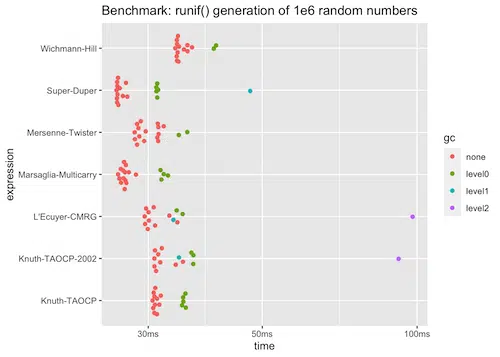 Benchmark: runif() generation of 1e6 random numbers
expression
Wichmann-Hill
Super-Duper
Mersenne-Twister
Marsaglia-Multicarry
L'Ecuyer-CMRG
Knuth-TAOCP-2002
Knuth-TAOCP
30ms 50ms 100ms
time
gc
none
level0
level1
level2